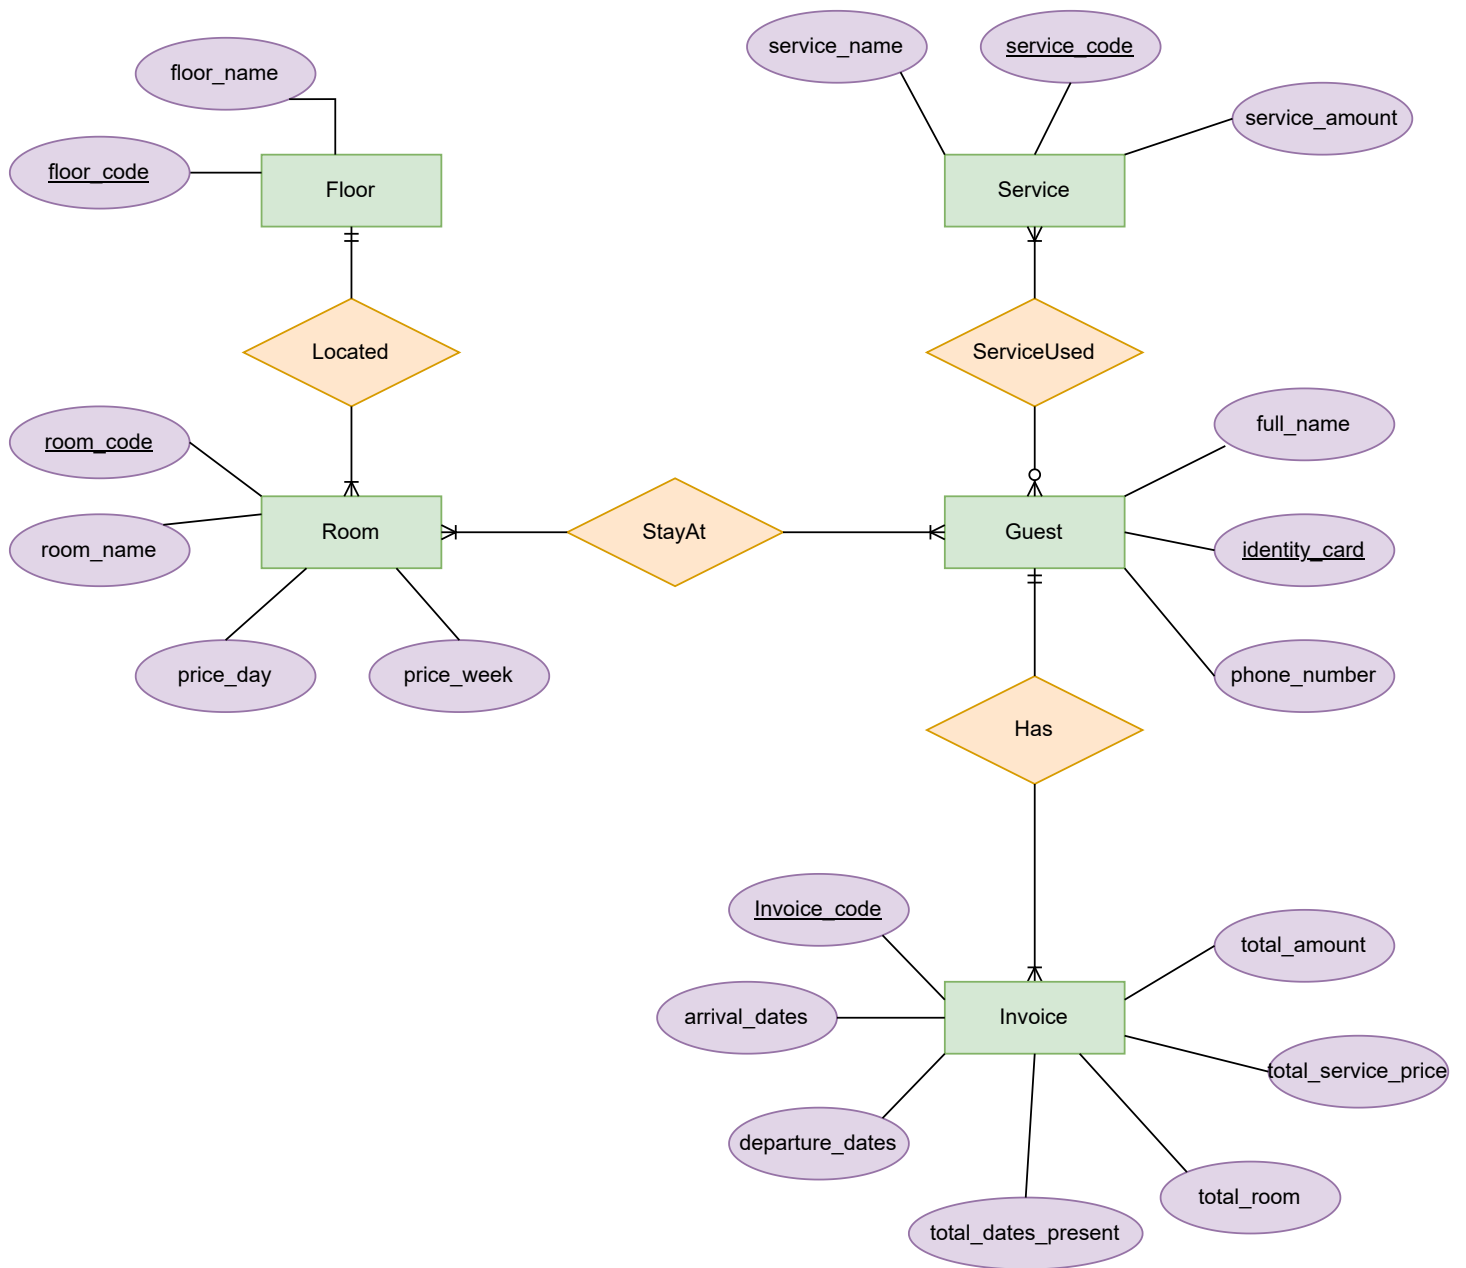 service_name
service_code
floor_name
service_amount
floor_code
Floor
Service
Located
ServiceUsed
full_name
room_code
Room
StayAt
Guest
room_name
identity_card
price_day
price_week
phone_number
Has
Invoice_code
total_amount
arrival_dates
Invoice
total_service_price
departure_dates
total_room
total_dates_present